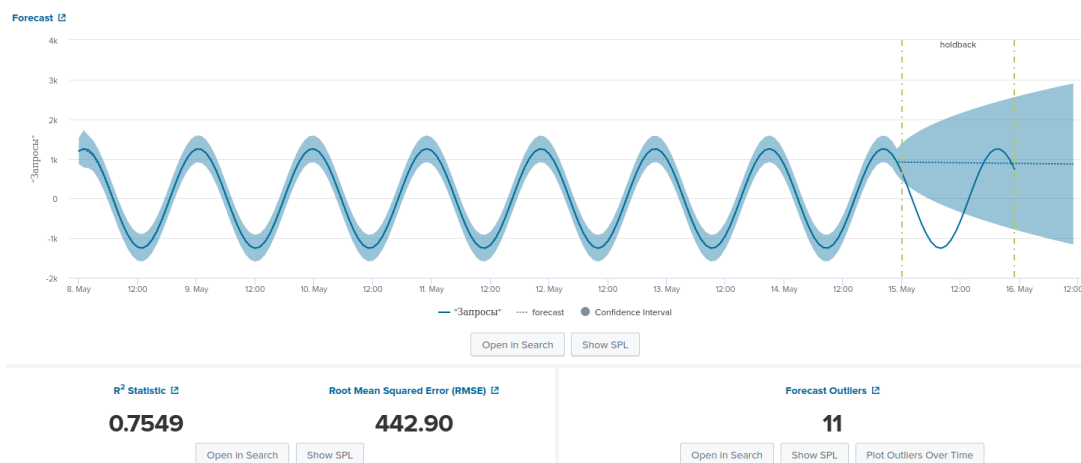 Forecast
4k
holdback
3k
2k
1k
0
-1k
-2k
"Запросы"
8. May 12:00 9. May 12:00 10. May 12:00 11. May 12:00 12. May 12:00 13. May 12:00 14. May 12:00 15. May 12:00 16. May 12:00
"Запросы" forecast Confidence Interval
Open in Search Show SPL
R² Statistic Root Mean Squared Error (RMSE) Forecast Outliers
0.7549 442.90 11
Open in Search Show SPL Open in Search Show SPL Plot Outliers Over Time